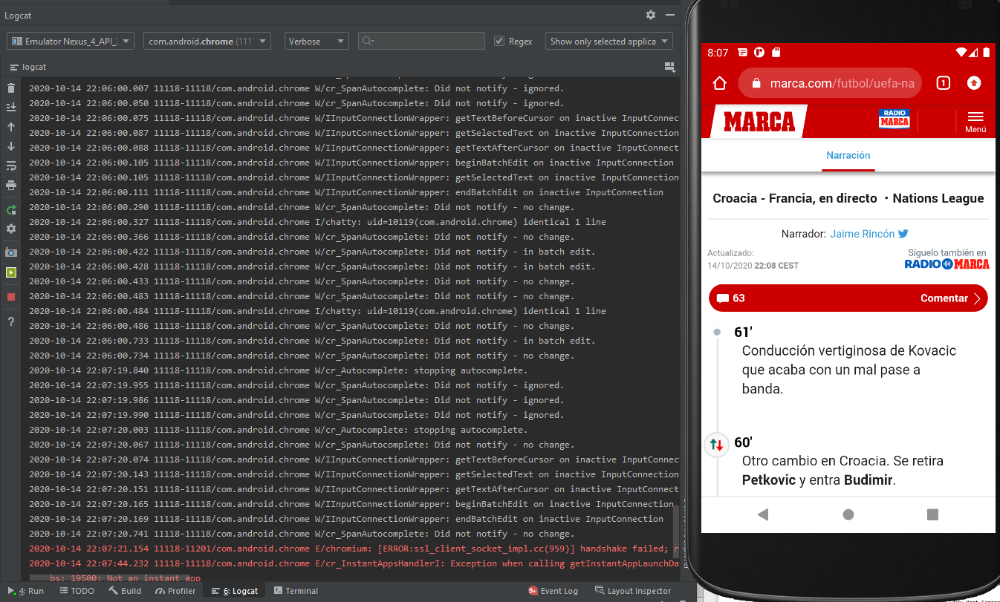 Logcat
Emulator Nexus_4_API_
com.android.chrome (111
Verbose
Regex
Show only selected applica
logcat
2020-10-14 22:06:00.007 11118-11118/com.android.chrome W/cr_SpanAutocomplete: Did not notify - ignored.
2020-10-14 22:06:00.050 11118-11118/com.android.chrome W/cr_SpanAutocomplete: Did not notify - ignored.
2020-10-14 22:06:00.075 11118-11118/com.android.chrome W/IInputConnectionWrapper: getTextBeforeCursor on inactive InputConnect
2020-10-14 22:06:00.087 11118-11118/com.android.chrome W/IInputConnectionWrapper: getSelectedText on inactive InputConnection
2020-10-14 22:06:00.088 11118-11118/com.android.chrome W/IInputConnectionWrapper: getTextAfterCursor on inactive InputConnect
2020-10-14 22:06:00.105 11118-11118/com.android.chrome W/IInputConnectionWrapper: beginBatchEdit on inactive InputConnection
2020-10-14 22:06:00.105 11118-11118/com.android.chrome W/IInputConnectionWrapper: getSelectedText on inactive InputConnection
2020-10-14 22:06:00.111 11118-11118/com.android.chrome W/IInputConnectionWrapper: endBatchEdit on inactive InputConnection
2020-10-14 22:06:00.290 11118-11118/com.android.chrome W/cr_SpanAutocomplete: Did not notify - no change.
2020-10-14 22:06:00.327 11118-11118/com.android.chrome I/chatty: uid=10119(com.android.chrome) identical 1 line
2020-10-14 22:06:00.366 11118-11118/com.android.chrome W/cr_SpanAutocomplete: Did not notify - no change.
2020-10-14 22:06:00.422 11118-11118/com.android.chrome W/cr_SpanAutocomplete: Did not notify - in batch edit.
2020-10-14 22:06:00.428 11118-11118/com.android.chrome W/cr_SpanAutocomplete: Did not notify - in batch edit.
2020-10-14 22:06:00.433 11118-11118/com.android.chrome W/cr_SpanAutocomplete: Did not notify - no change.
2020-10-14 22:06:00.483 11118-11118/com.android.chrome W/cr_SpanAutocomplete: Did not notify - no change.
2020-10-14 22:06:00.484 11118-11118/com.android.chrome I/chatty: uid=10119(com.android.chrome) identical 1 line
2020-10-14 22:06:00.486 11118-11118/com.android.chrome W/cr_SpanAutocomplete: Did not notify - no change.
2020-10-14 22:06:00.733 11118-11118/com.android.chrome W/cr_SpanAutocomplete: Did not notify - in batch edit.
2020-10-14 22:06:00.734 11118-11118/com.android.chrome W/cr_SpanAutocomplete: Did not notify - no change.
2020-10-14 22:07:19.840 11118-11118/com.android.chrome W/cr_Autocomplete: stopping autocomplete.
2020-10-14 22:07:19.955 11118-11118/com.android.chrome W/cr_SpanAutocomplete: Did not notify - ignored.
2020-10-14 22:07:19.986 11118-11118/com.android.chrome W/cr_SpanAutocomplete: Did not notify - ignored.
2020-10-14 22:07:19.990 11118-11118/com.android.chrome W/cr_SpanAutocomplete: Did not notify - ignored.
2020-10-14 22:07:20.003 11118-11118/com.android.chrome W/cr_Autocomplete: stopping autocomplete.
2020-10-14 22:07:20.067 11118-11118/com.android.chrome W/cr_SpanAutocomplete: Did not notify - no change.
2020-10-14 22:07:20.074 11118-11118/com.android.chrome W/IInputConnectionWrapper: getTextBeforeCursor on inactive InputConnec
2020-10-14 22:07:20.143 11118-11118/com.android.chrome W/IInputConnectionWrapper: getSelectedText on inactive InputConnection
2020-10-14 22:07:20.151 11118-11118/com.android.chrome W/IInputConnectionWrapper: getTextAfterCursor on inactive InputConnect
2020-10-14 22:07:20.165 11118-11118/com.android.chrome W/IInputConnectionWrapper: beginBatchEdit on inactive InputConnection
2020-10-14 22:07:20.169 11118-11118/com.android.chrome W/IInputConnectionWrapper: endBatchEdit on inactive InputConnection
2020-10-14 22:07:20.741 11118-11118/com.android.chrome W/cr_SpanAutocomplete: Did not notify - no change.
2020-10-14 22:07:21.154 11118-11201/com.android.chrome E/chromium: [ERROR:ssl_client_socket_impl.cc(959)] handshake failed;
2020-10-14 22:07:44.232 11118-11118/com.android.chrome E/cr_InstantAppsHandlerI: Exception when calling getInstantAppLaunchDa
bs: 19500: Not an instant app
4: Run
TODO
Build
Profiler
6: Logcat
Terminal
9+ Event Log
Layout Inspector
8:07
marca.com/futbol/uefa-na
1
MARCA
RADIO
MARCA
Menú
Narración
Croacia - Francia, en directo · Nations League
Narrador: Jaime Rincón
Actualizado:
14/10/2020 22:08 CEST
Síguelo también en
RADIO MARCA
63
Comentar
61'
Conducción vertiginosa de Kovacic
que acaba con un mal pase a
banda.
60'
Otro cambio en Croacia. Se retira
Petkovic y entra Budimir.